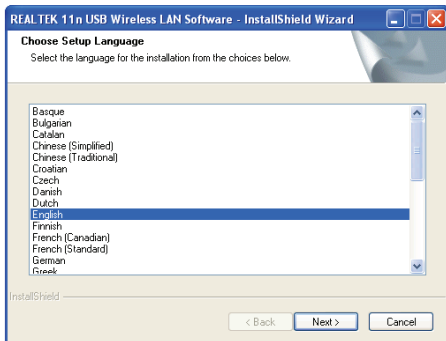 REALTEK 11n USB Wireless LAN Software - InstallShield Wizard
Choose Setup Language
Select the language for the installation from the choices below.
Basque
Bulgarian
Catalan
Chinese (Simplified)
Chinese (Traditional)
Croatian
Czech
Danish
Dutch
English
Finnish
French (Canadian)
French (Standard)
German
Greek
InstallShield
< Back Next > Cancel